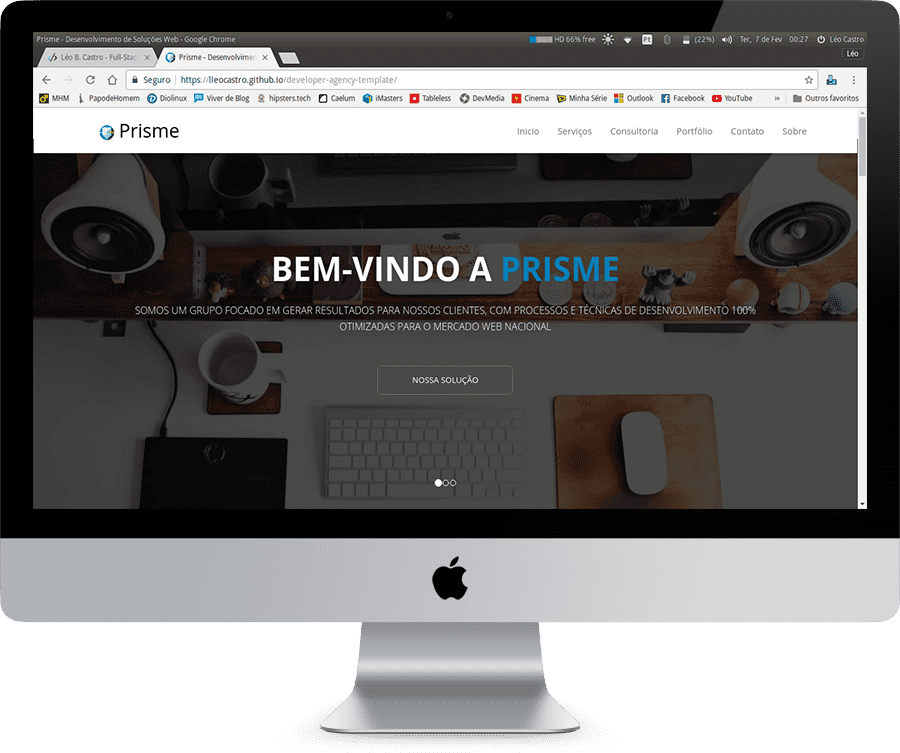 Prisme - Desenvolvimento de Soluções Web - Google Chrome
HD 66% free Pt (22%) Ter, 7 de Fev 00:27 Léo Castro
Léo B. Castro - Full-Stac Prisme - Desenvolvimen Léo
Seguro https://lleocastro.github.io/developer-agency-template/
MHM PapodeHomem Diolinux Viver de Blog hipsters.tech Caelum iMasters Tableless DevMedia Cinema Minha Série Outlook Facebook YouTube » Outros favoritos
Prisme Inicio Serviços Consultoria Portfólio Contato Sobre
BEM-VINDO A PRISME
SOMOS UM GRUPO FOCADO EM GERAR RESULTADOS PARA NOSSOS CLIENTES, COM PROCESSOS E TÉCNICAS DE DESENVOLVIMENTO 100%
OTIMIZADAS PARA O MERCADO WEB NACIONAL
NOSSA SOLUÇÃO